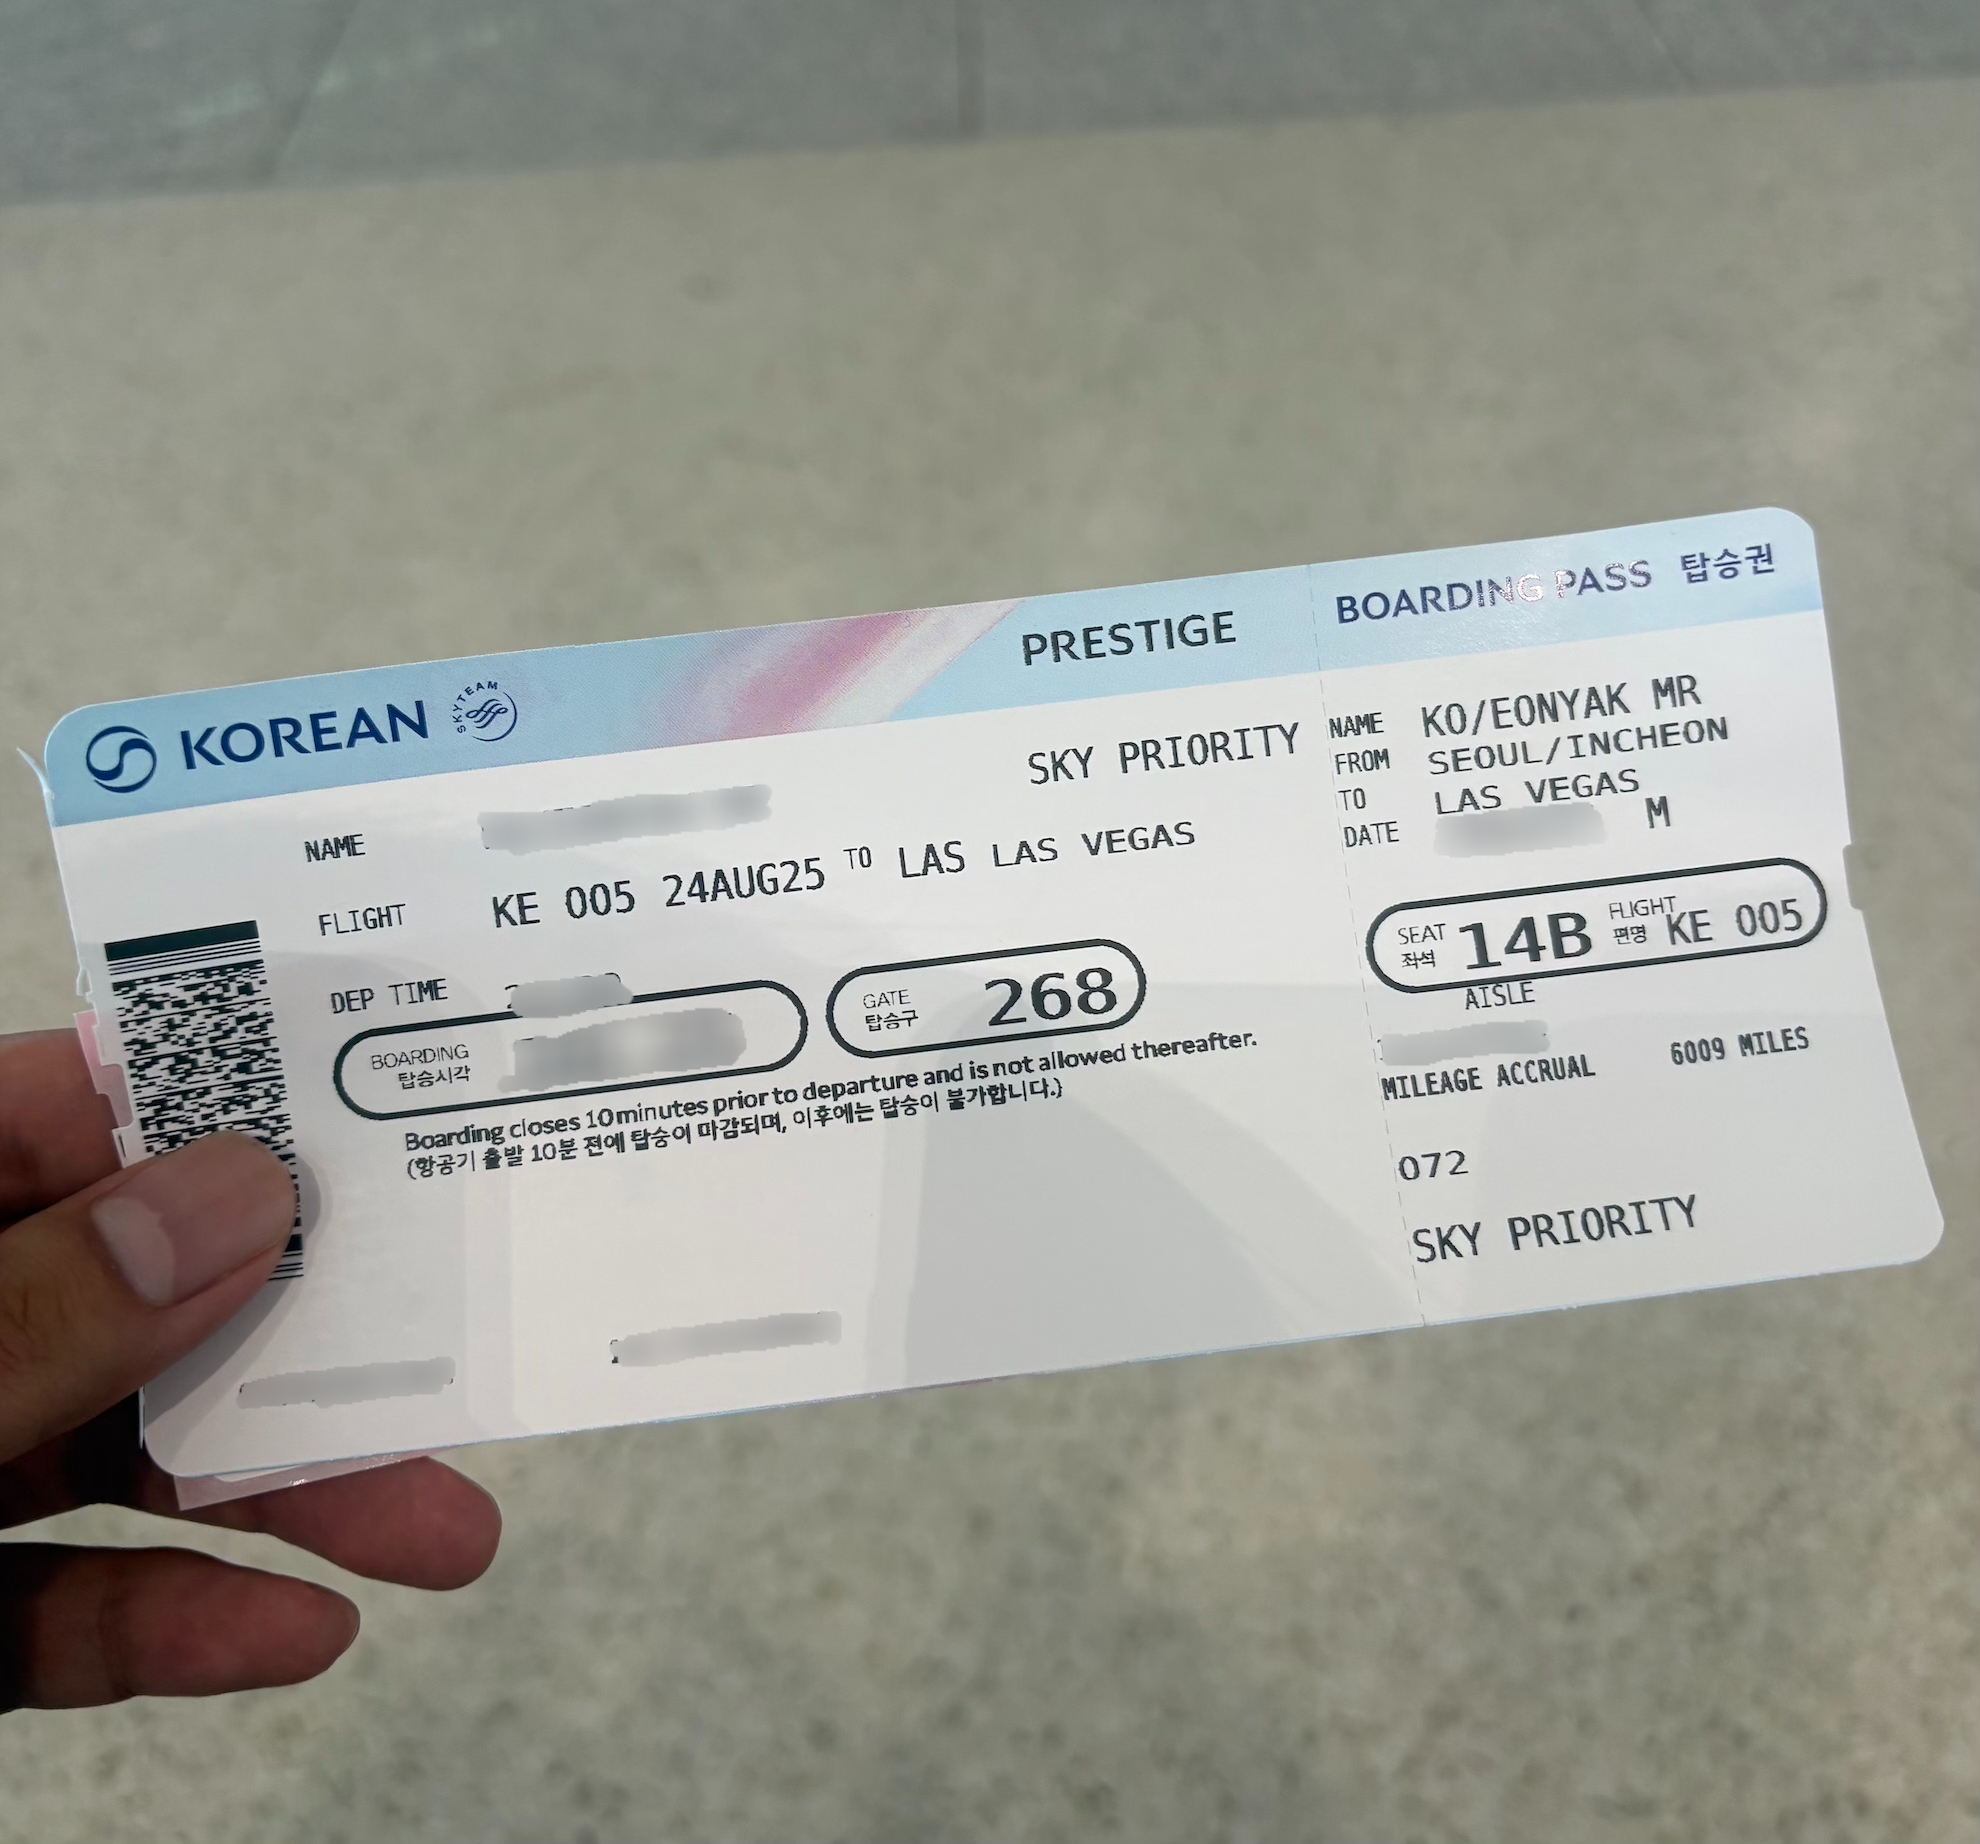 KOREAN SKYTEAM
PRESTIGE
BOARDING PASS 탑승권
SKY PRIORITY
NAME
FLIGHT KE 005 24AUG25 TO LAS LAS VEGAS
DEP TIME
BOARDING
탑승시각
GATE
탑승구
268
Boarding closes 10minutes prior to departure and is not allowed thereafter.
(항공기 출발 10분 전에 탑승이 마감되며, 이후에는 탑승이 불가합니다.)
NAME KO/EONYAK MR
FROM SEOUL/INCHEON
TO LAS VEGAS
DATE M
SEAT
좌석
14B
FLIGHT
편명
KE 005
AISLE
MILEAGE ACCRUAL 6009 MILES
072
SKY PRIORITY